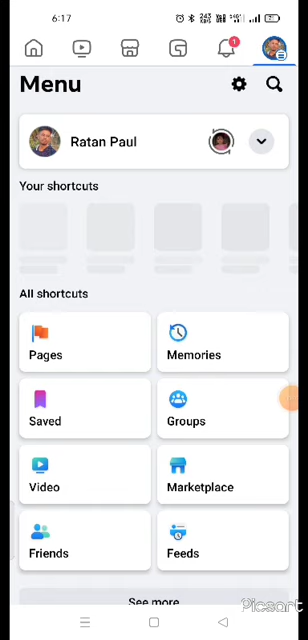 6:17
1
Menu
Ratan Paul
Your shortcuts
All shortcuts
Pages
Memories
Saved
Groups
Video
Marketplace
Friends
Feeds
See more
Picsart